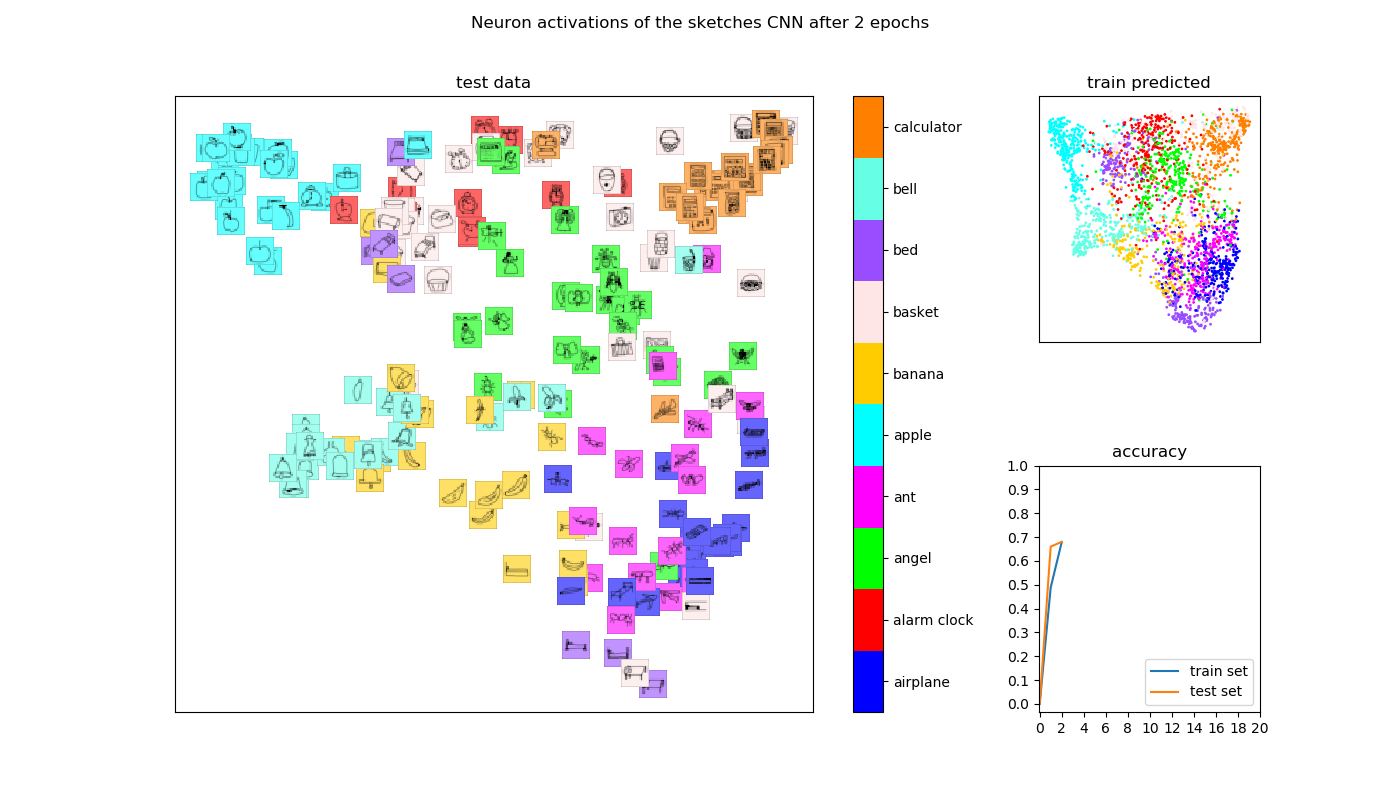 Neuron activations of the sketches CNN after 2 epochs
test data
calculator
bell
bed
basket
banana
apple
ant
angel
alarm clock
airplane
train predicted
accuracy
1.0
0.9
0.8
0.7
0.6
0.5
0.4
0.3
0.2
0.1
0.0
train set
test set
0 2 4 6 8 10 12 14 16 18 20